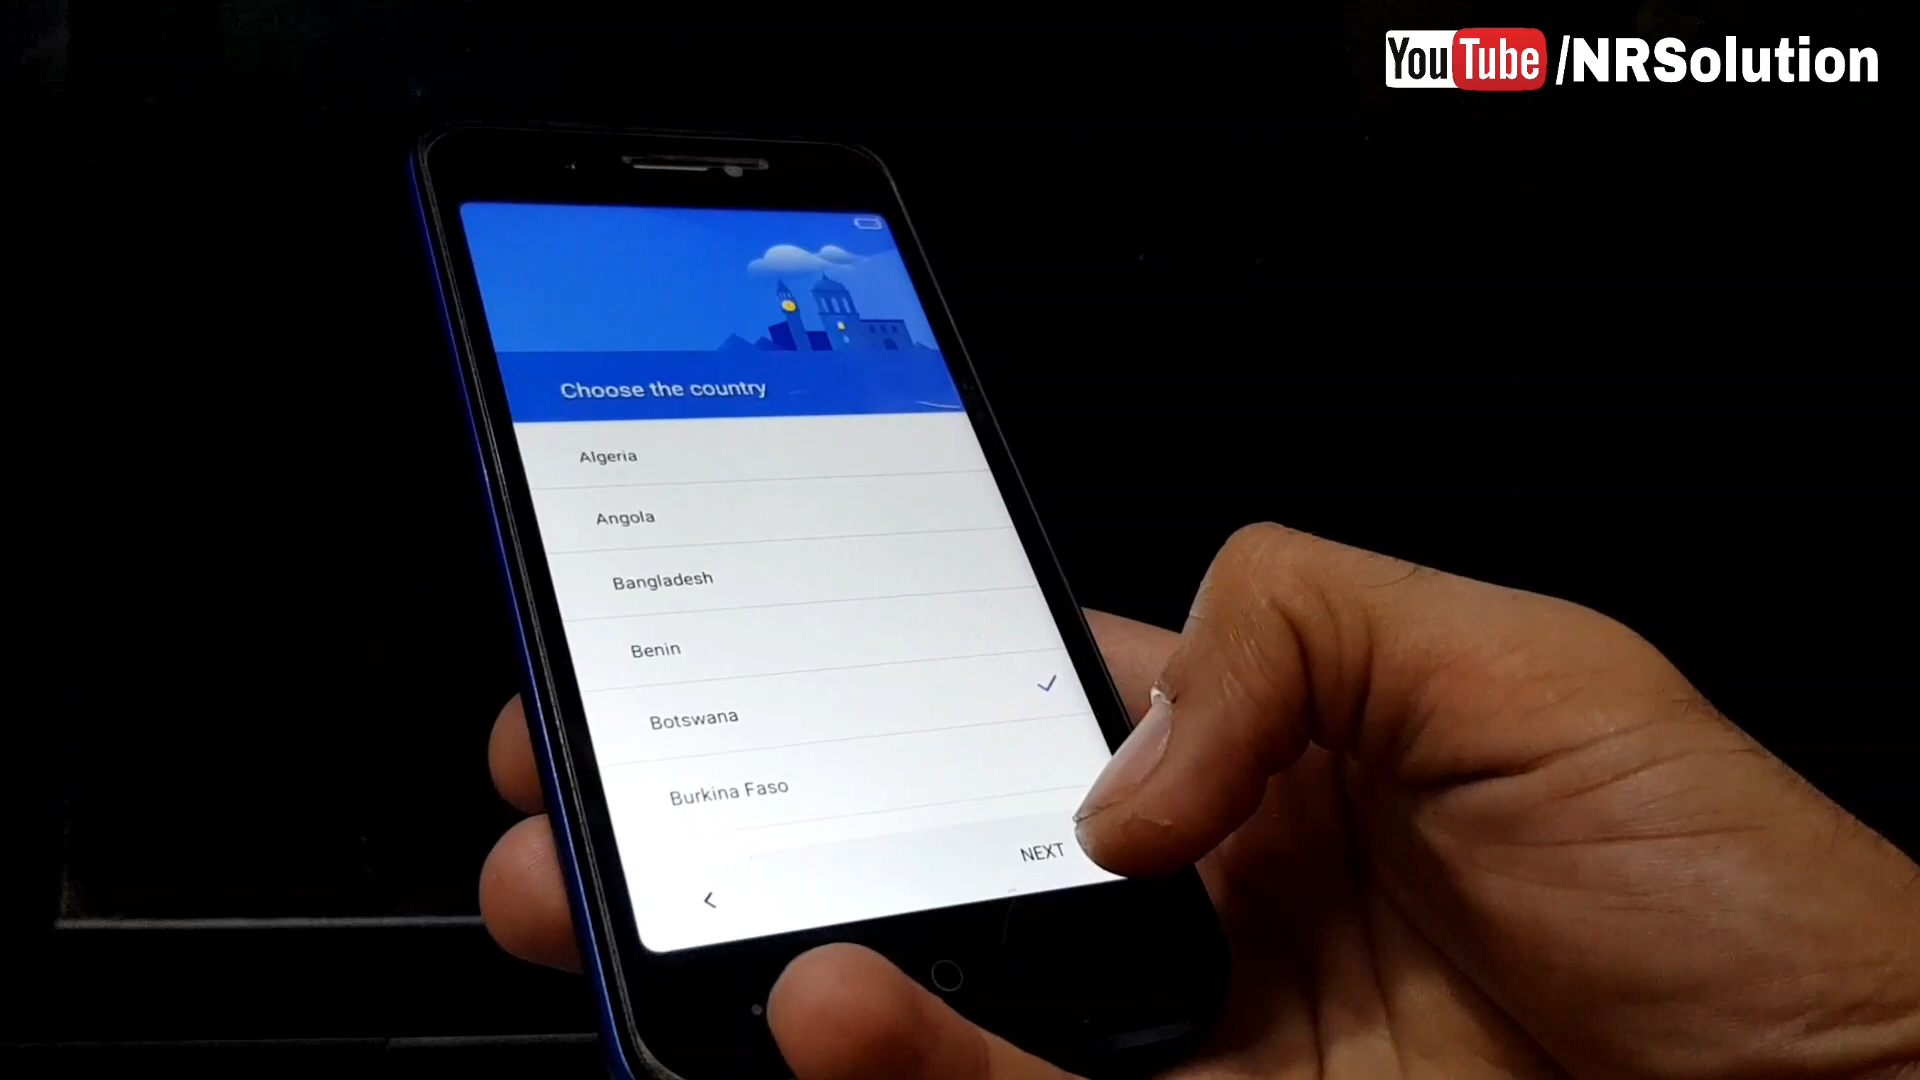 YouTube /NRSolution
Choose the country
Algeria
Angola
Bangladesh
Benin
Botswana
Burkina Faso
NEXT